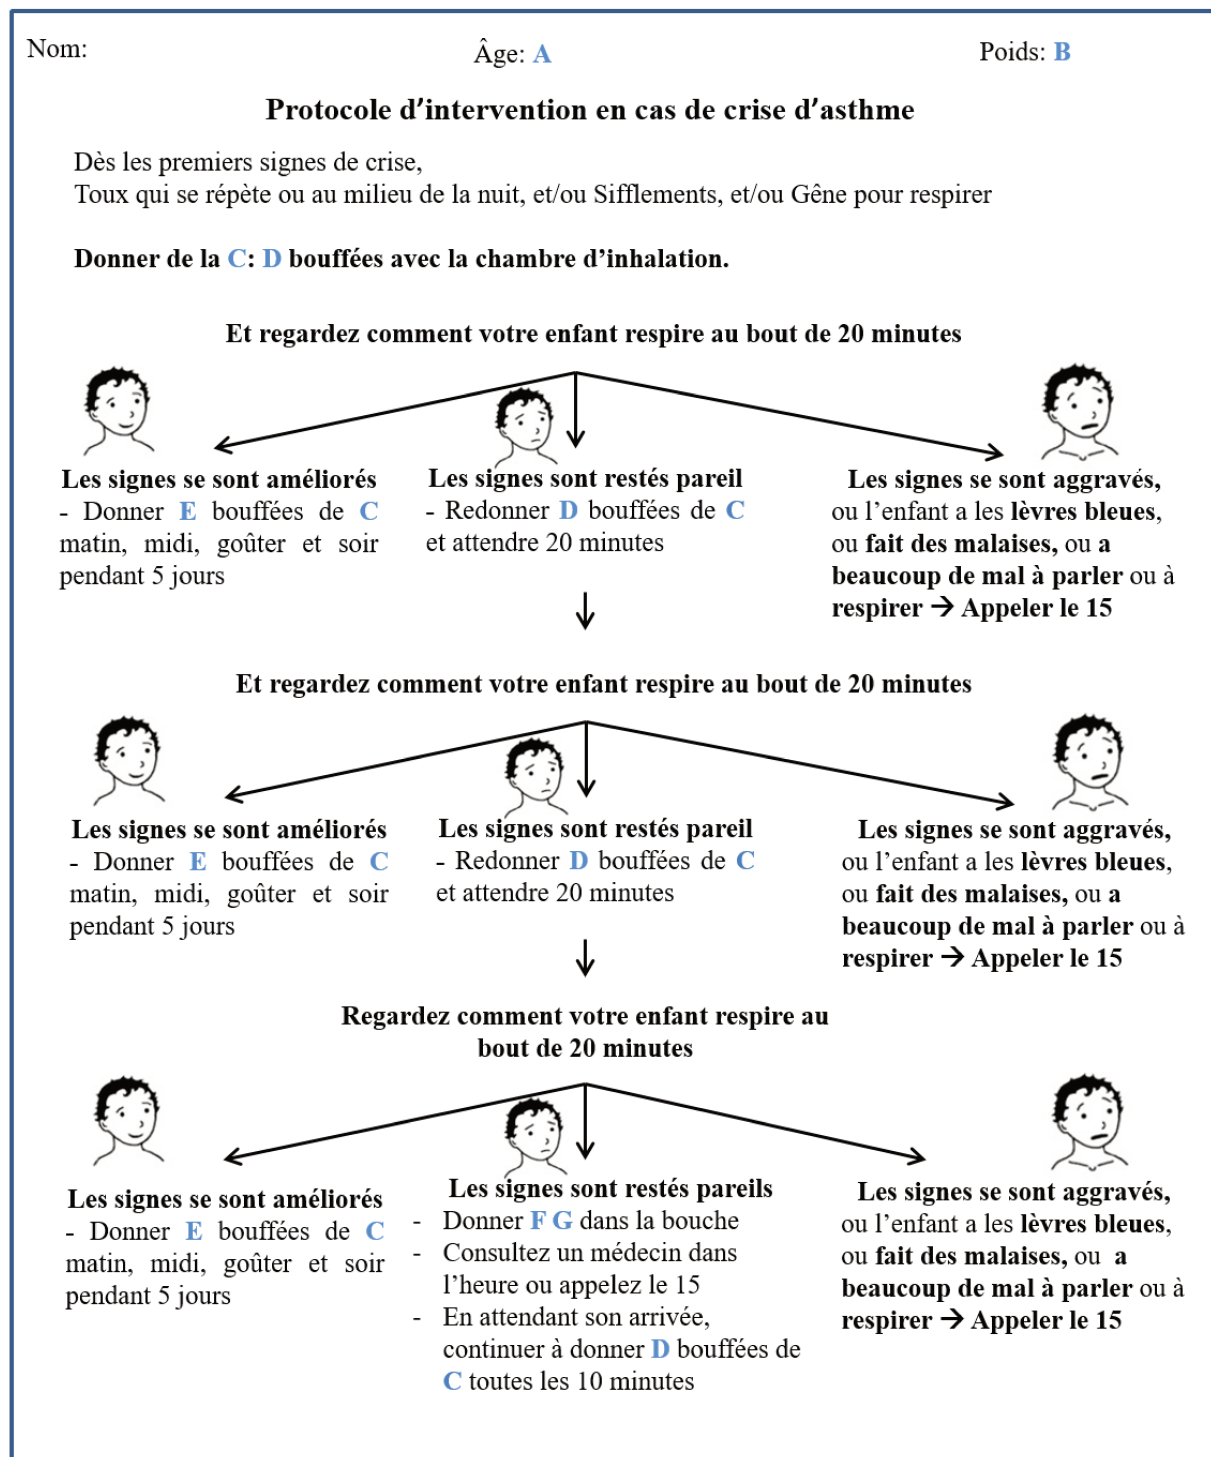 Nom:
Âge: A
Poids: B
Protocole d'intervention en cas de crise d'asthme
Dès les premiers signes de crise,
Toux qui se répète ou au milieu de la nuit, et/ou Sifflements, et/ou Gêne pour respirer
Donner de la C: D bouffées avec la chambre d'inhalation.
Et regardez comment votre enfant respire au bout de 20 minutes
Les signes se sont améliorés
- Donner E bouffées de C
matin, midi, goûter et soir
pendant 5 jours
Les signes sont restés pareil
- Redonner D bouffées de C
et attendre 20 minutes
Les signes se sont aggravés,
ou l'enfant a les lèvres bleues,
ou fait des malaises, ou a
beaucoup de mal à parler ou à
respirer → Appeler le 15
Et regardez comment votre enfant respire au bout de 20 minutes
Les signes se sont améliorés
- Donner E bouffées de C
matin, midi, goûter et soir
pendant 5 jours
Les signes sont restés pareil
- Redonner D bouffées de C
et attendre 20 minutes
Les signes se sont aggravés,
ou l'enfant a les lèvres bleues,
ou fait des malaises, ou a
beaucoup de mal à parler ou à
respirer → Appeler le 15
Regardez comment votre enfant respire au
bout de 20 minutes
Les signes se sont améliorés
- Donner E bouffées de C
matin, midi, goûter et soir
pendant 5 jours
Les signes sont restés pareils
- Donner F G dans la bouche
- Consultez un médecin dans
l'heure ou appelez le 15
- En attendant son arrivée,
continuer à donner D bouffées de
C toutes les 10 minutes
Les signes se sont aggravés,
ou l'enfant a les lèvres bleues,
ou fait des malaises, ou a
beaucoup de mal à parler ou à
respirer → Appeler le 15